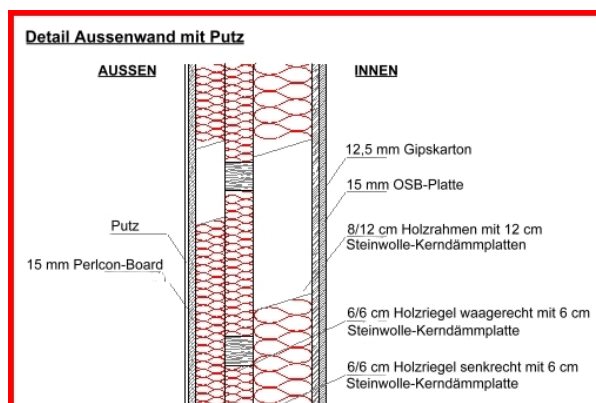 Detail Aussenwand mit Putz
AUSSEN
INNEN
12,5 mm Gipskarton
15 mm OSB-Platte
8/12 cm Holzrahmen mit 12 cm
Steinwolle-Kerndämmplatten
Putz
15 mm Perlcon-Board
6/6 cm Holzriegel waagerecht mit 6 cm
Steinwolle-Kerndämmplatte
6/6 cm Holzriegel senkrecht mit 6 cm
Steinwolle-Kerndämmplatte